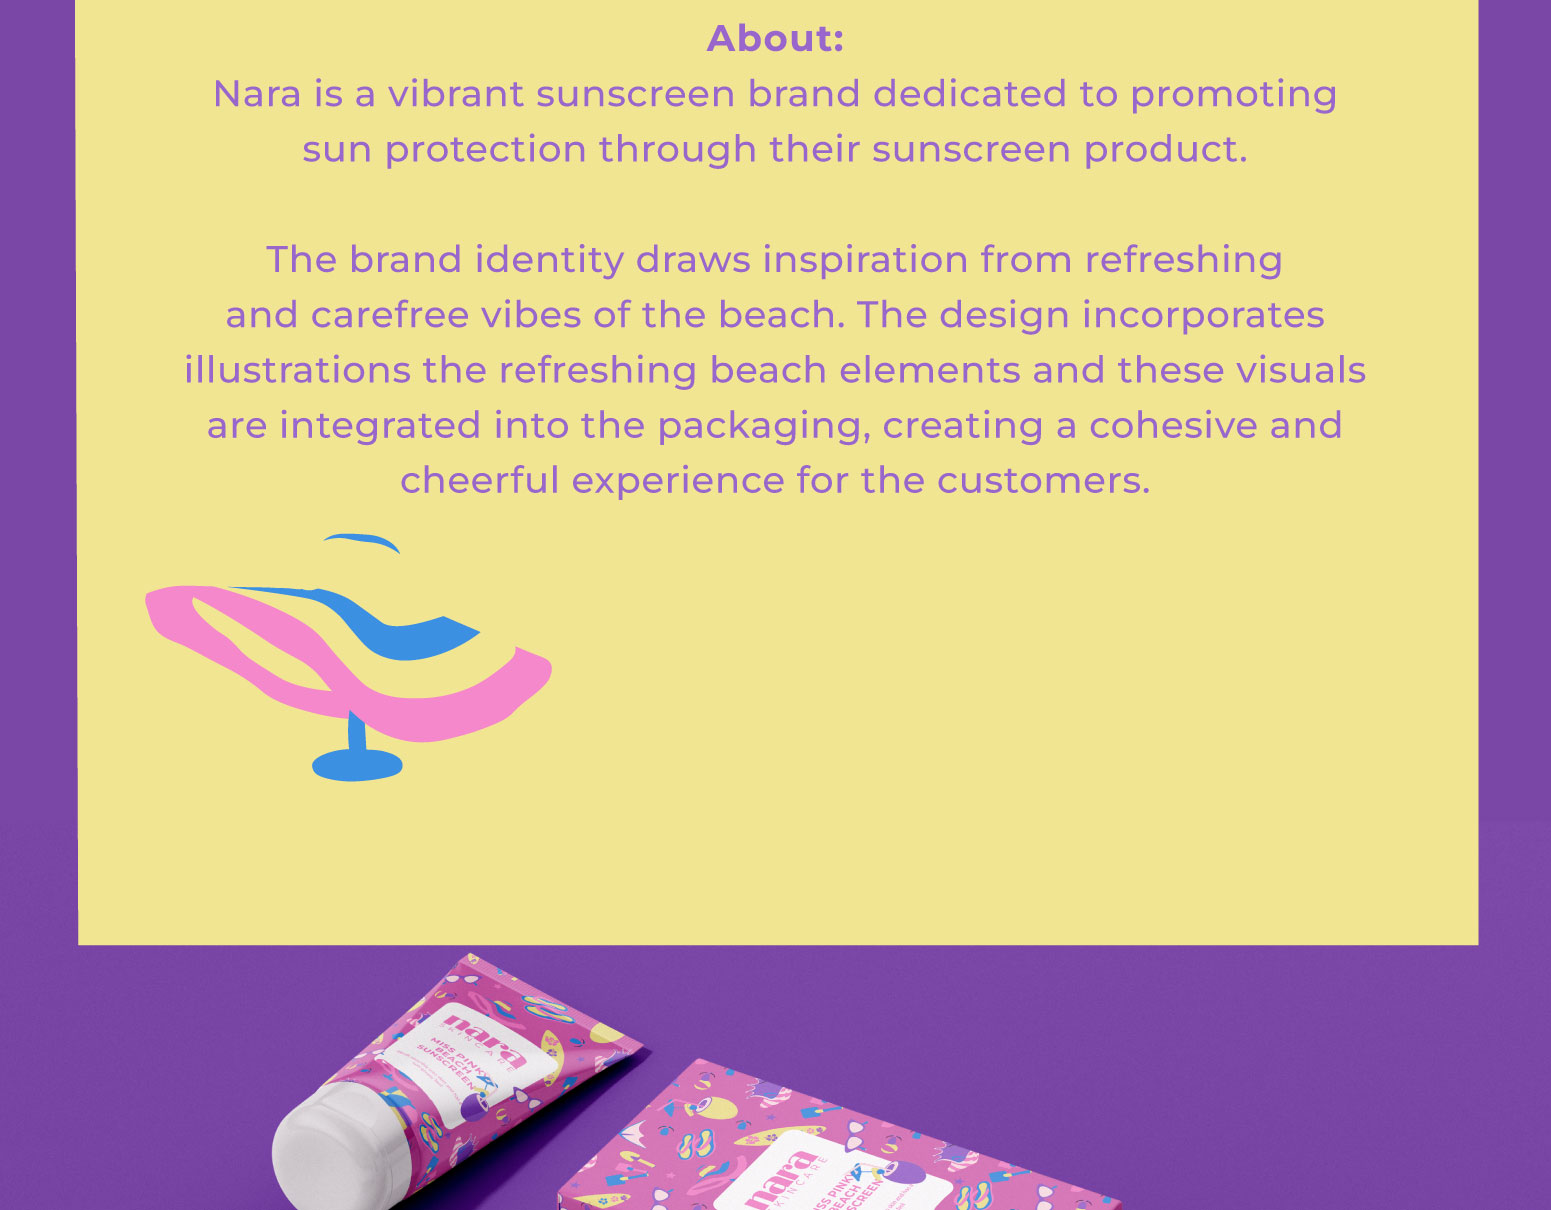 About:
Nara is a vibrant sunscreen brand dedicated to promoting
sun protection through their sunscreen product.
The brand identity draws inspiration from refreshing
and carefree vibes of the beach. The design incorporates
illustrations the refreshing beach elements and these visuals
are integrated into the packaging, creating a cohesive and
cheerful experience for the customers.
nara
SKINCARE
MISS PINKY
BEACH
SUNSCREEN
nara
SKINCARE
MISS PINKY
BEACH